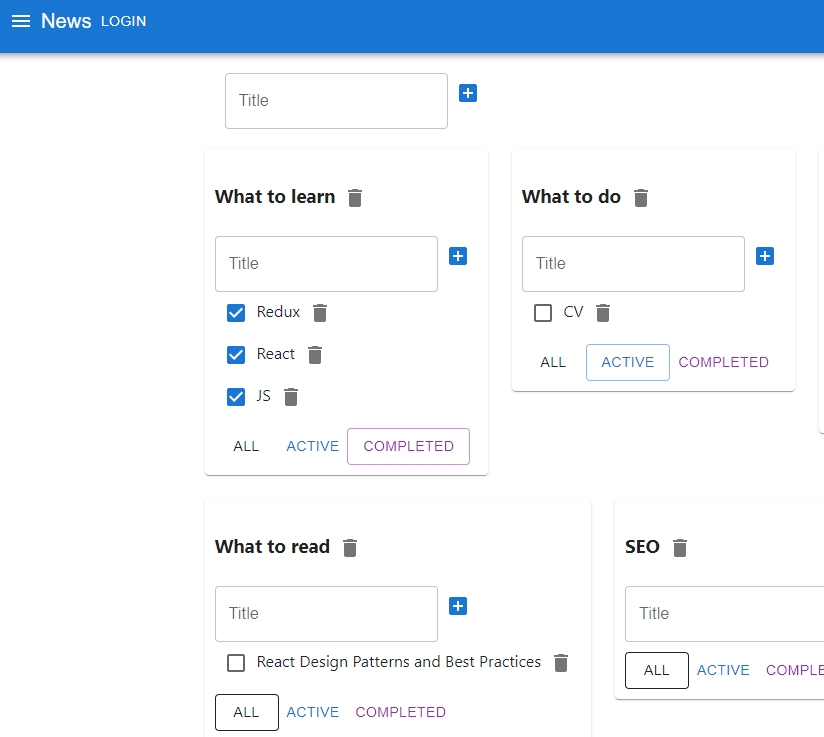 News LOGIN
Title
What to learn
Title
Redux
React
JS
ALL ACTIVE COMPLETED
What to do
Title
CV
ALL ACTIVE COMPLETED
What to read
Title
React Design Patterns and Best Practices
ALL ACTIVE COMPLETED
SEO
Title
ALL ACTIVE COMPLE